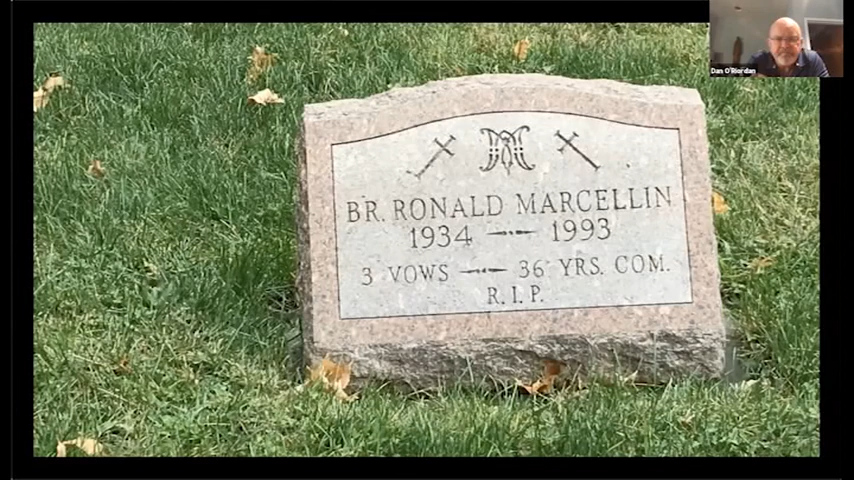 Dan O'Riordan
BR. RONALD MARCELLIN
1934 — 1993
3 VOWS — 36 YRS. COM.
R.I.P.